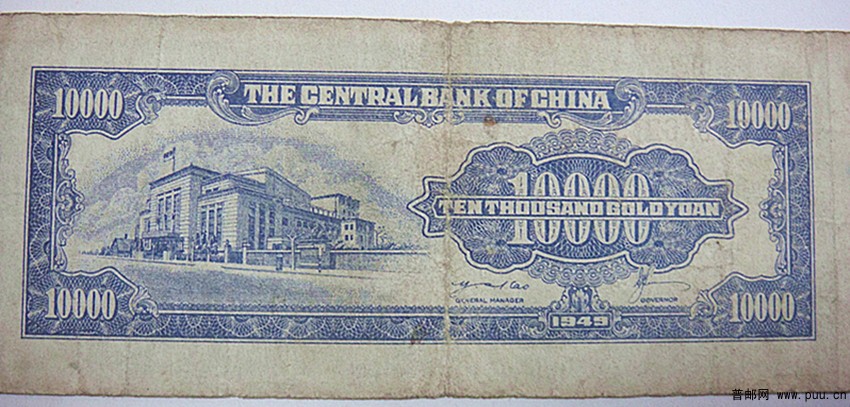 THE CENTRAL BANK OF CHINA
10000
10000
10000
TEN THOUSAND GOLD YUAN
GENERAL MANAGER
GOVERNOR
10000
1949
10000
普邮网 www.puu.cn